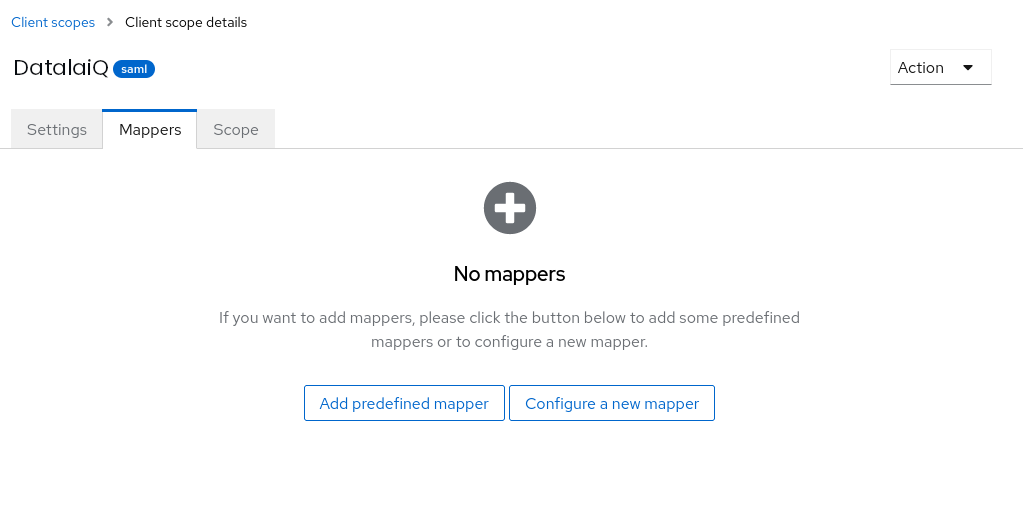 Client scopes > Client scope details
DatalaiQ saml
Action
Settings Mappers Scope
No mappers
If you want to add mappers, please click the button below to add some predefined
mappers or to configure a new mapper.
Add predefined mapper Configure a new mapper